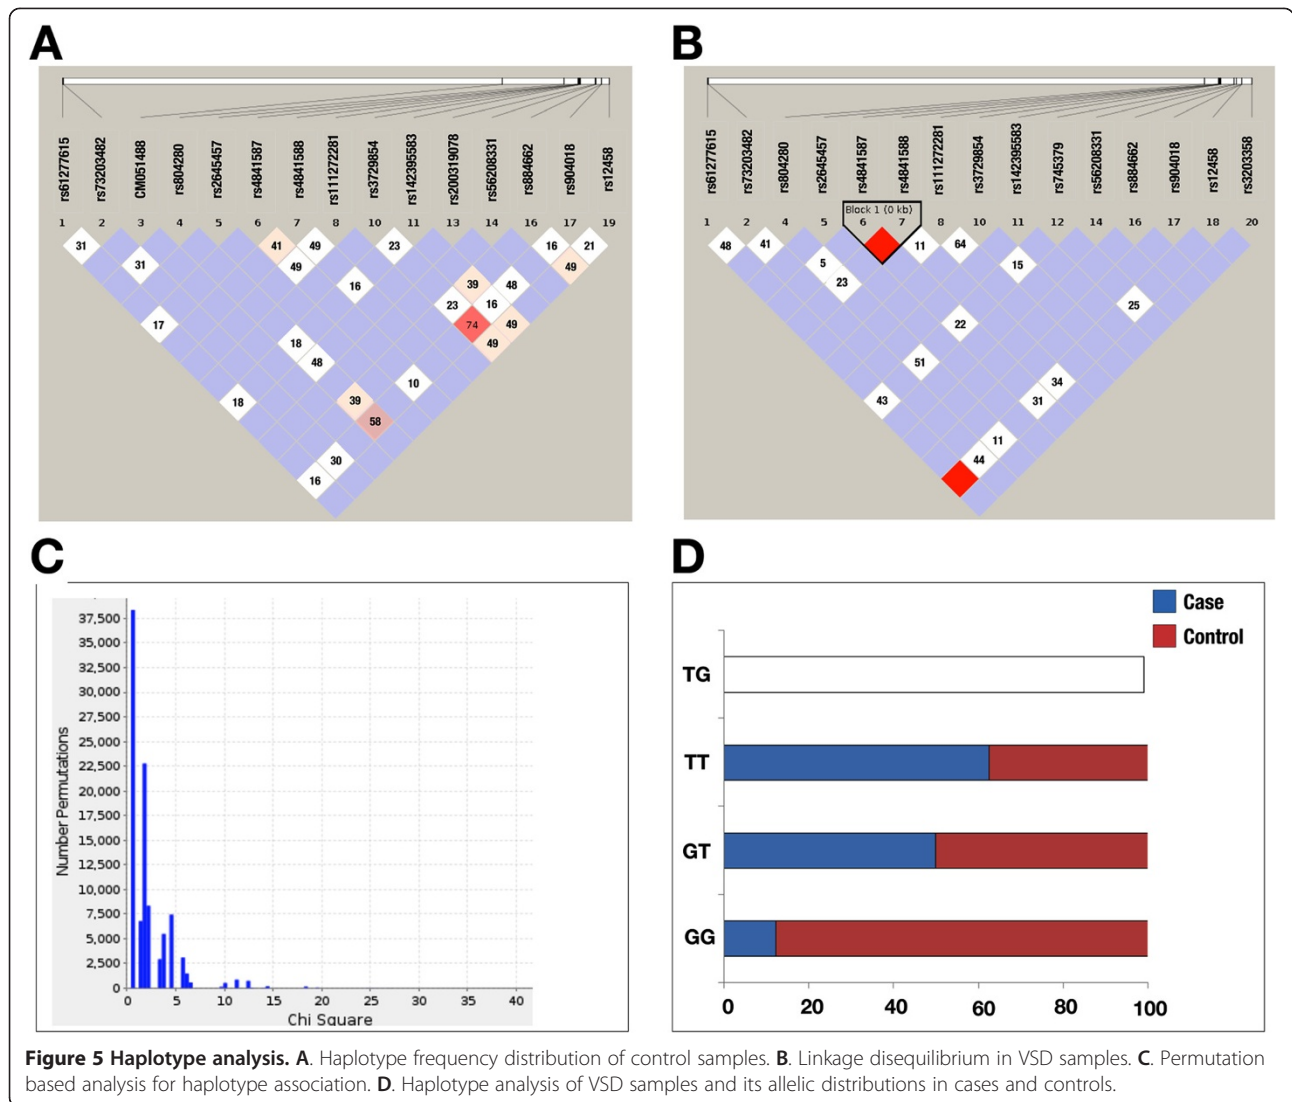 A
rs61277615 rs73203482 CM051488 rs804280 rs2645457 rs4841587 rs4841588 rs111272281 rs3729854 rs142395583 rs200319078 rs56208331 rs884662 rs904018 rs12458
1 2 3 4 5 6 7 8 10 11 13 14 16 17 19
31 41 49 23 16 21
31 49 49
16 39 48
23 16
17 74 49
18 49
48
10
18 39
58
30
16
B
rs61277615 rs73203482 rs804280 rs2645457 rs4841587 rs4841588 rs111272281 rs3729854 rs142395583 rs745379 rs56208331 rs884662 rs904018 rs12458 rs3203358
Block 1 (0 kb)
1 2 4 5 6 7 8 10 11 12 14 16 17 18 20
48 41 11 64
5 15
23
25
22
51
34
43 31
11
44
C
37,500
35,000
32,500
30,000
27,500
25,000
22,500
20,000
17,500
15,000
12,500
10,000
7,500
5,000
2,500
0
Number Permutations
0 5 10 15 20 25 30 35 40
Chi Square
D
Case
Control
TG
TT
GT
GG
0 20 40 60 80 100
Figure 5 Haplotype analysis. A. Haplotype frequency distribution of control samples. B. Linkage disequilibrium in VSD samples. C. Permutation
based analysis for haplotype association. D. Haplotype analysis of VSD samples and its allelic distributions in cases and controls.